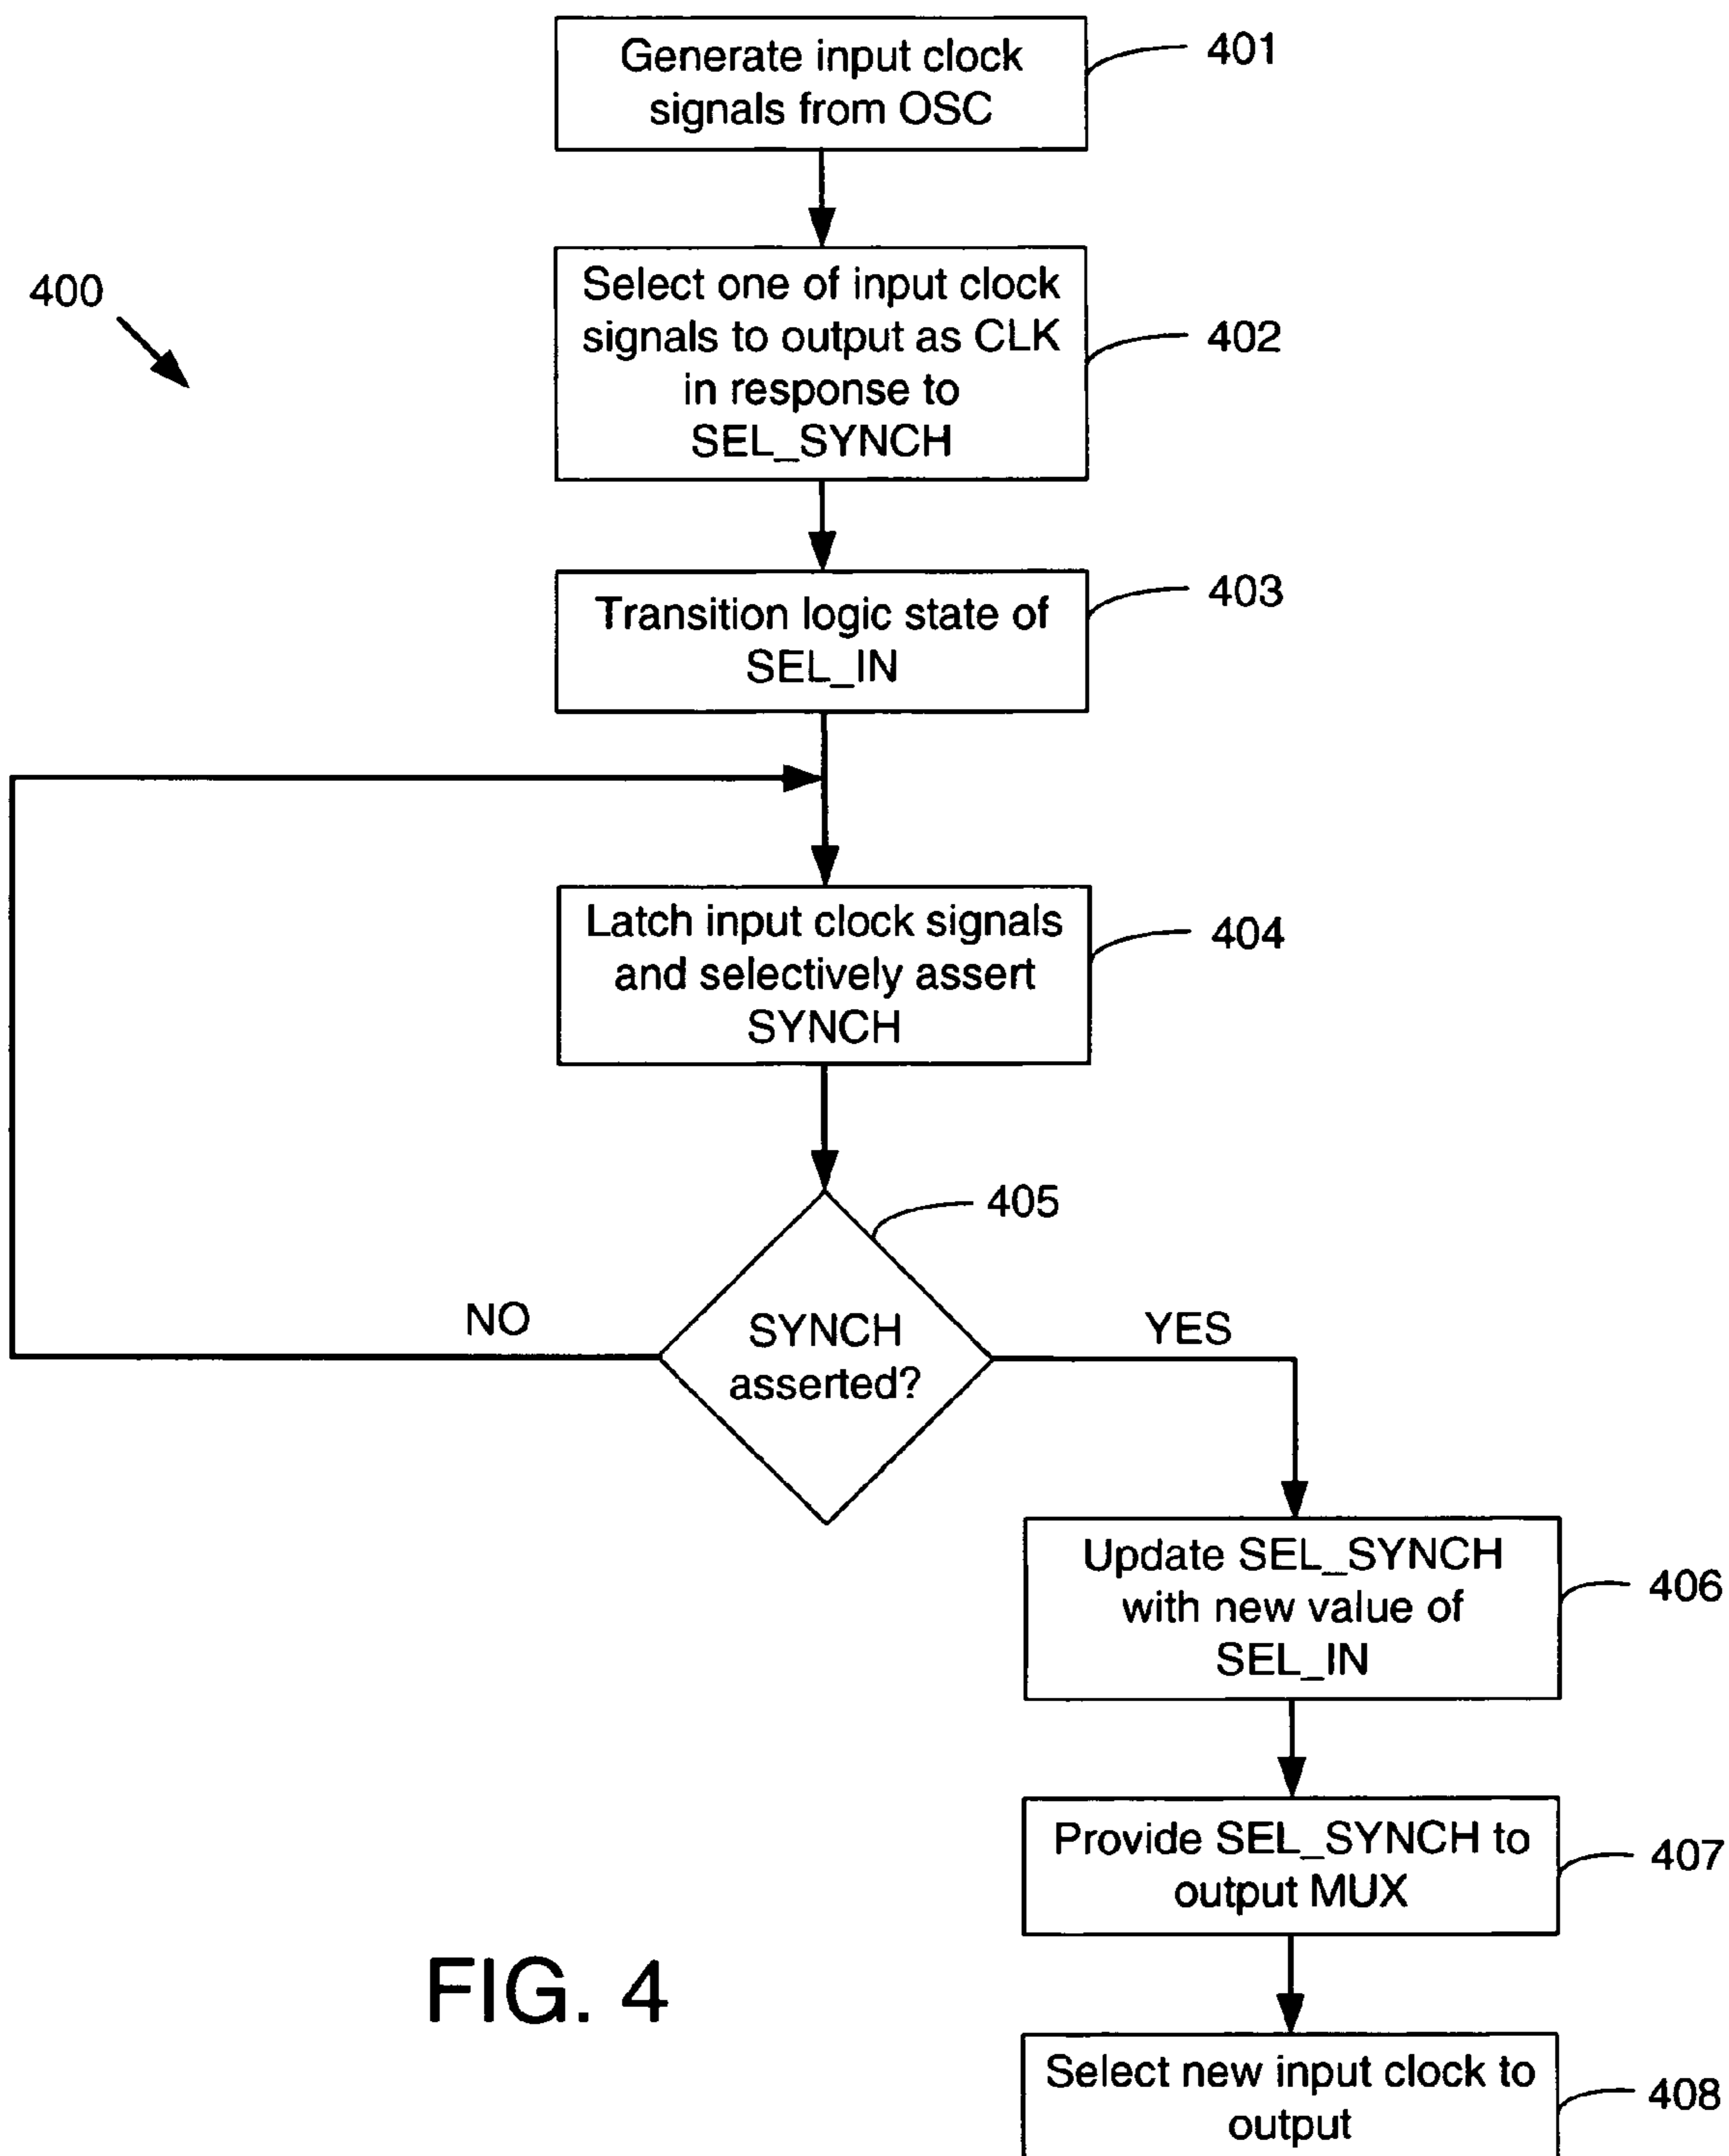 Generate input clock
signals from OSC
401
400
Select one of input clock
signals to output as CLK
in response to
SEL_SYNCH
402
Transition logic state of
SEL_IN
403
Latch input clock signals
and selectively assert
SYNCH
404
405
SYNCH
asserted?
NO
YES
Update SEL_SYNCH
with new value of
SEL_IN
406
Provide SEL_SYNCH to
output MUX
407
Select new input clock to
output
408
FIG. 4